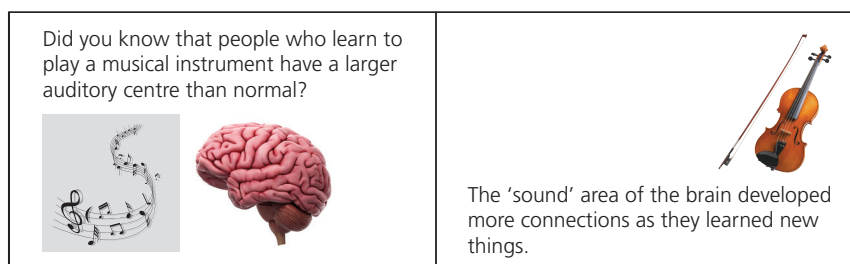 Did you know that people who learn to
play a musical instrument have a larger
auditory centre than normal?
The ‘sound’ area of the brain developed
more connections as they learned new
things.